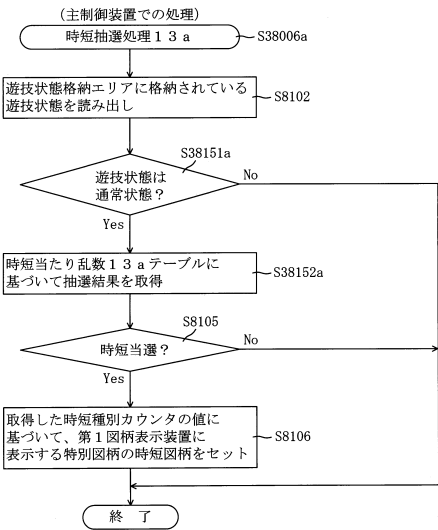 (主制御装置での処理)
時短抽選処理13a
S38006a
遊技状態格納エリアに格納されている
遊技状態を読み出し
S8102
S38151a
遊技状態は
通常状態?
No
Yes
時短当たり乱数13aテーブルに
基づいて抽選結果を取得
S38152a
S8105
時短当選?
No
Yes
取得した時短種別カウンタの値に
基づいて、第1図柄表示装置に
表示する特別図柄の時短図柄をセット
S8106
終 了